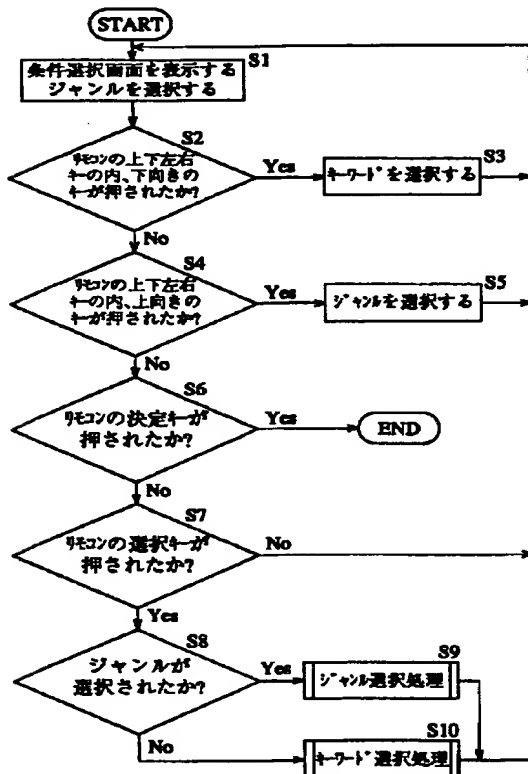 START
条件選択画面を表示する
ジャンルを選択する
S1
S2
ﾘﾓｺﾝの上下左右
ｷｰの内、下向きの
ｷｰが押されたか?
Yes
S3
ｷｰﾜｰﾄﾞを選択する
No
S4
ﾘﾓｺﾝの上下左右
ｷｰの内、上向きの
ｷｰが押されたか?
Yes
S5
ｼﾞｬﾝﾙを選択する
No
S6
ﾘﾓｺﾝの決定ｷｰが
押されたか?
Yes
END
No
S7
ﾘﾓｺﾝの選択ｷｰが
押されたか?
No
Yes
S8
ジャンルが
選択されたか?
Yes
S9
ｼﾞｬﾝﾙ選択処理
No
S10
ｷｰﾜｰﾄﾞ選択処理